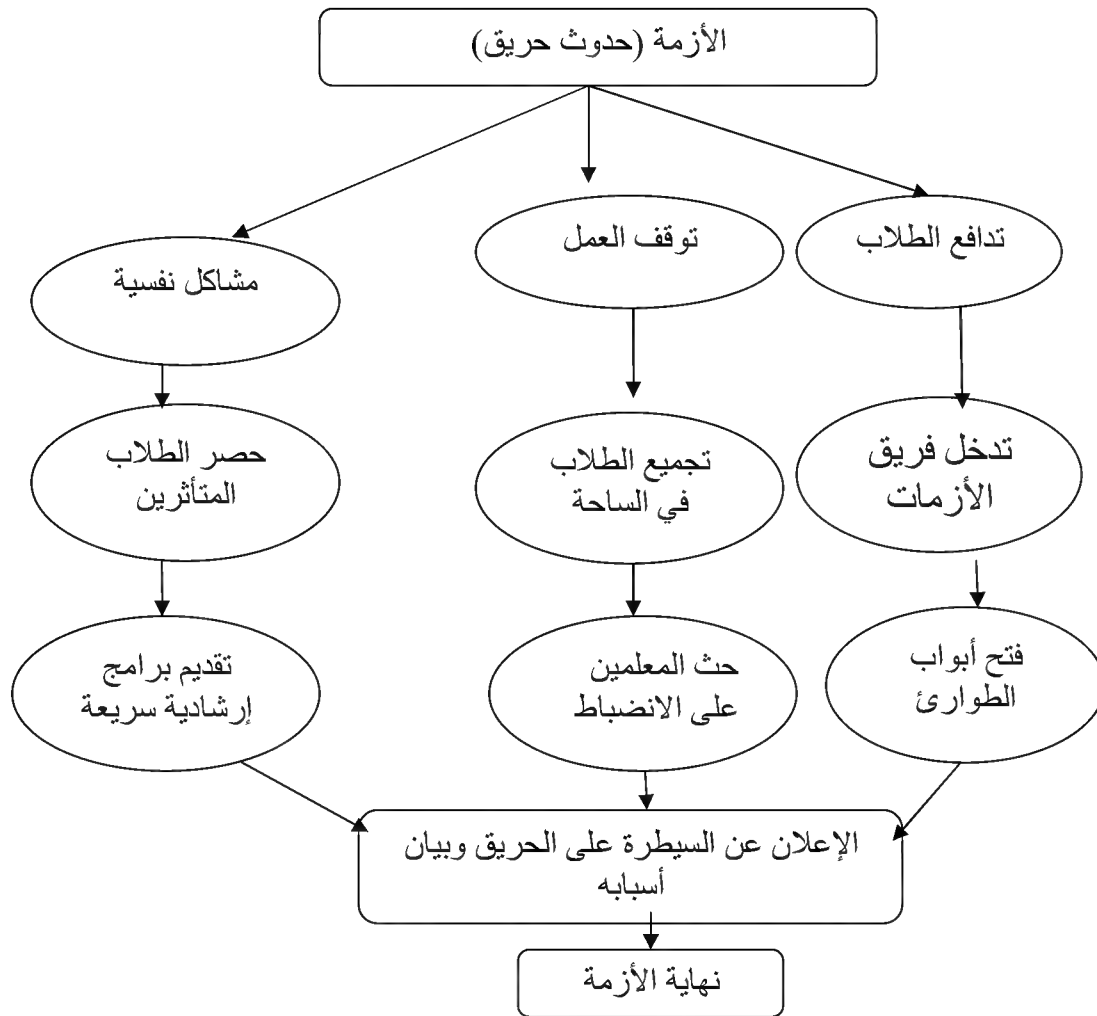 الأزمة (حدوث حريق)
تدافع الطلاب
توقف العمل
مشاكل نفسية
تدخل فريق
الأزمات
تجميع الطلاب
في الساحة
حصر الطلاب
المتأثرين
فتح أبواب
الطوارئ
حث المعلمين
على الانضباط
تقديم برامج
إرشادية سريعة
الإعلان عن السيطرة على الحريق وبيان
أسبابه
نهاية الأزمة